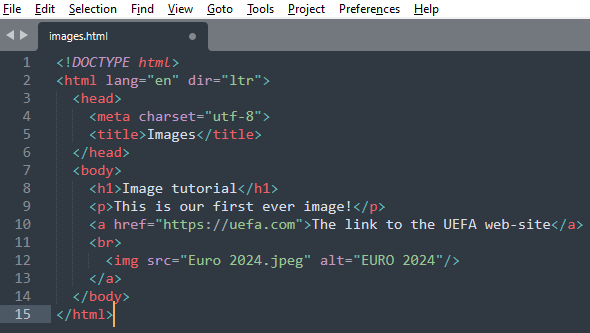 File Edit Selection Find View Goto Tools Project Preferences Help
images.html
1 <!DOCTYPE html>
2 <html lang="en" dir="ltr">
3   <head>
4     <meta charset="utf-8">
5     <title>Images</title>
6   </head>
7   <body>
8     <h1>Image tutorial</h1>
9     <p>This is our first ever image!</p>
10     <a href="https://uefa.com">The link to the UEFA web-site</a>
11     <br>
12       <img src="Euro 2024.jpeg" alt="EURO 2024"/>
13     </a>
14   </body>
15 </html>